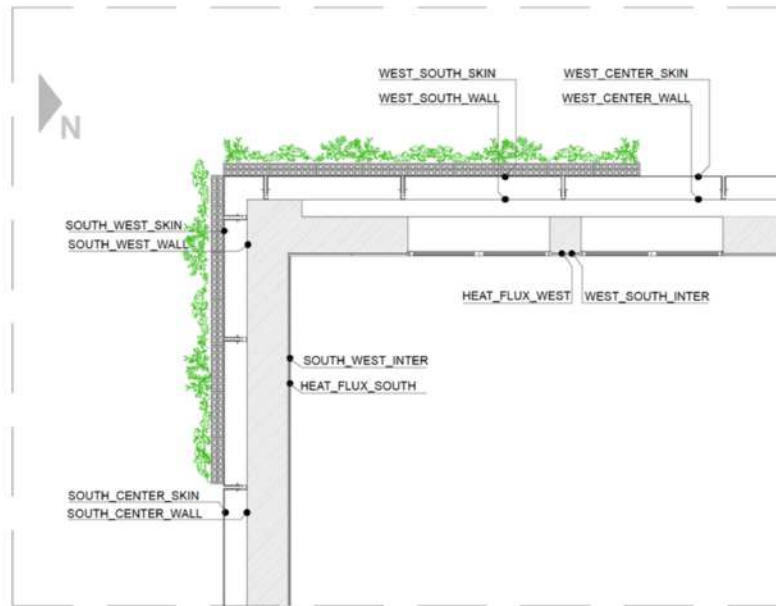 WEST_SOUTH_SKIN WEST_CENTER_SKIN
WEST_SOUTH_WALL WEST_CENTER_WALL
N
SOUTH_WEST_SKIN
SOUTH_WEST_WALL
HEAT_FLUX_WEST WEST_SOUTH_INTER
SOUTH_WEST_INTER
HEAT_FLUX_SOUTH
SOUTH_CENTER_SKIN
SOUTH_CENTER_WALL